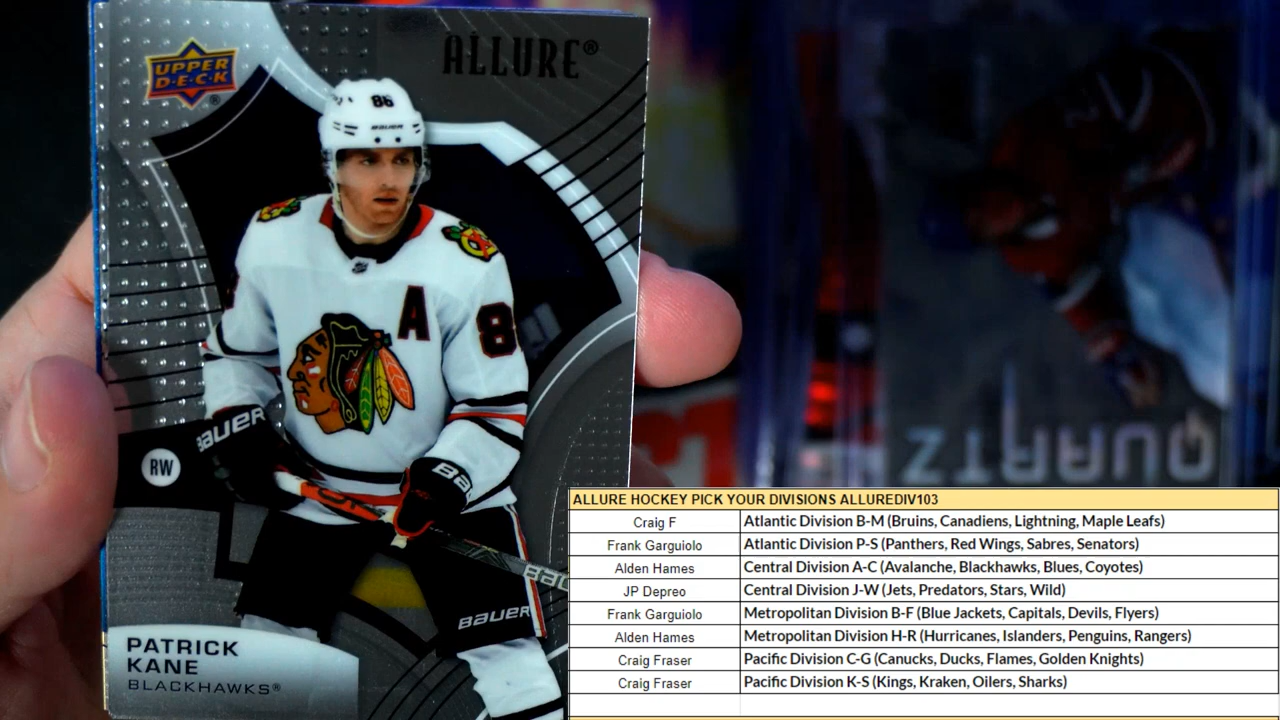 UPPER
D·E·C·K
®
ALLURE®
86
BAUER
A
8
BAUER
RW
BAUER
BAUER
PATRICK
KANE
BLACKHAWKS®
QUARTZ
ALLURE HOCKEY PICK YOUR DIVISIONS ALLUREDIV103
Craig F Atlantic Division B-M (Bruins, Canadiens, Lightning, Maple Leafs)
Frank Garguiolo Atlantic Division P-S (Panthers, Red Wings, Sabres, Senators)
Alden Hames Central Division A-C (Avalanche, Blackhawks, Blues, Coyotes)
JP Depreo Central Division J-W (Jets, Predators, Stars, Wild)
Frank Garguiolo Metropolitan Division B-F (Blue Jackets, Capitals, Devils, Flyers)
Alden Hames Metropolitan Division H-R (Hurricanes, Islanders, Penguins, Rangers)
Craig Fraser Pacific Division C-G (Canucks, Ducks, Flames, Golden Knights)
Craig Fraser Pacific Division K-S (Kings, Kraken, Oilers, Sharks)